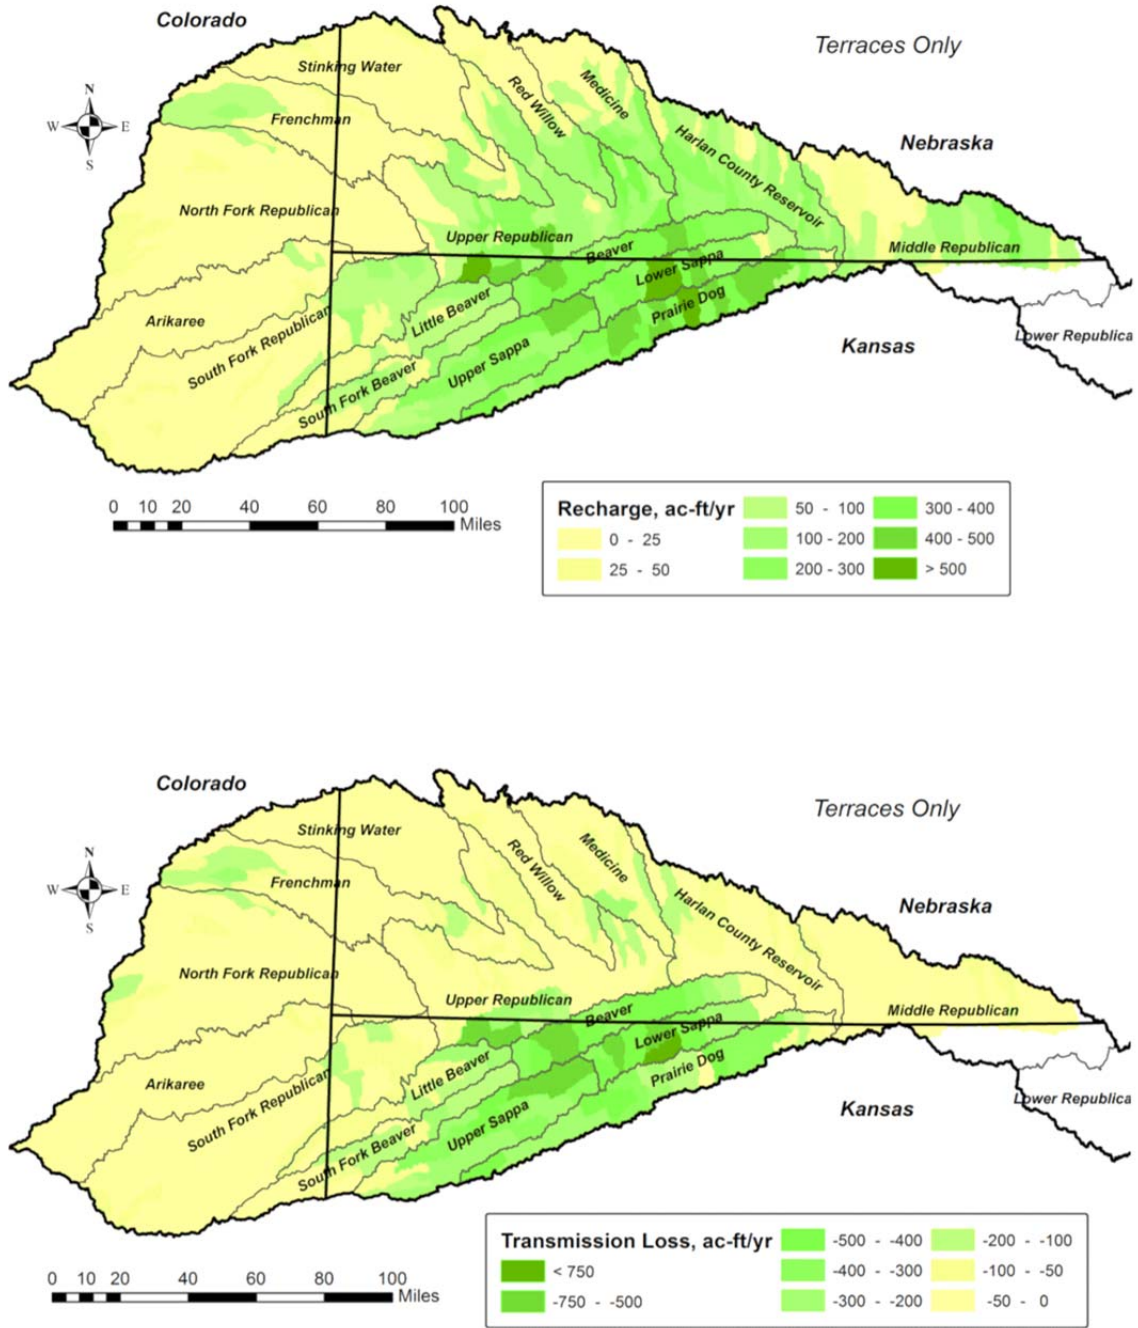 Colorado
Terraces Only
Stinking Water
Red Willow
Medicine
N
W E
S
Frenchman
Harlan County Reservoir
Nebraska
North Fork Republican
Upper Republican
Beaver
Middle Republican
Lower Sappa
Little Beaver
Prairie Dog
Arikaree
South Fork Republican
Lower Republica
Kansas
Upper Sappa
South Fork Beaver
0 10 20 40 60 80 100
Miles
Recharge, ac-ft/yr
0 - 25
25 - 50
50 - 100
100 - 200
200 - 300
300 - 400
400 - 500
> 500
Colorado
Terraces Only
Stinking Water
Red Willow
Medicine
N
W E
S
Frenchman
Harlan County Reservoir
Nebraska
North Fork Republican
Upper Republican
Beaver
Middle Republican
Lower Sappa
Little Beaver
Prairie Dog
Arikaree
South Fork Republican
Lower Republica
Kansas
Upper Sappa
South Fork Beaver
0 10 20 40 60 80 100
Miles
Transmission Loss, ac-ft/yr
< 750
-750 - -500
-500 - -400
-400 - -300
-300 - -200
-200 - -100
-100 - -50
-50 - 0